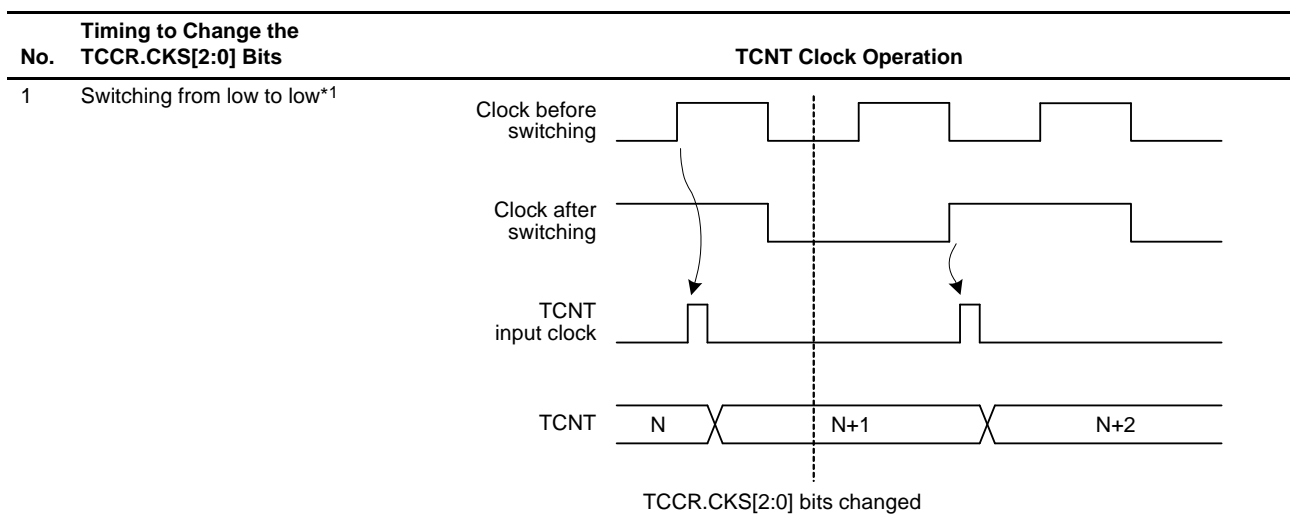 Timing to Change the
No. TCCR.CKS[2:0] Bits TCNT Clock Operation
1 Switching from low to low*1
Clock before
switching
Clock after
switching
TCNT
input clock
TCNT N N+1 N+2
TCCR.CKS[2:0] bits changed